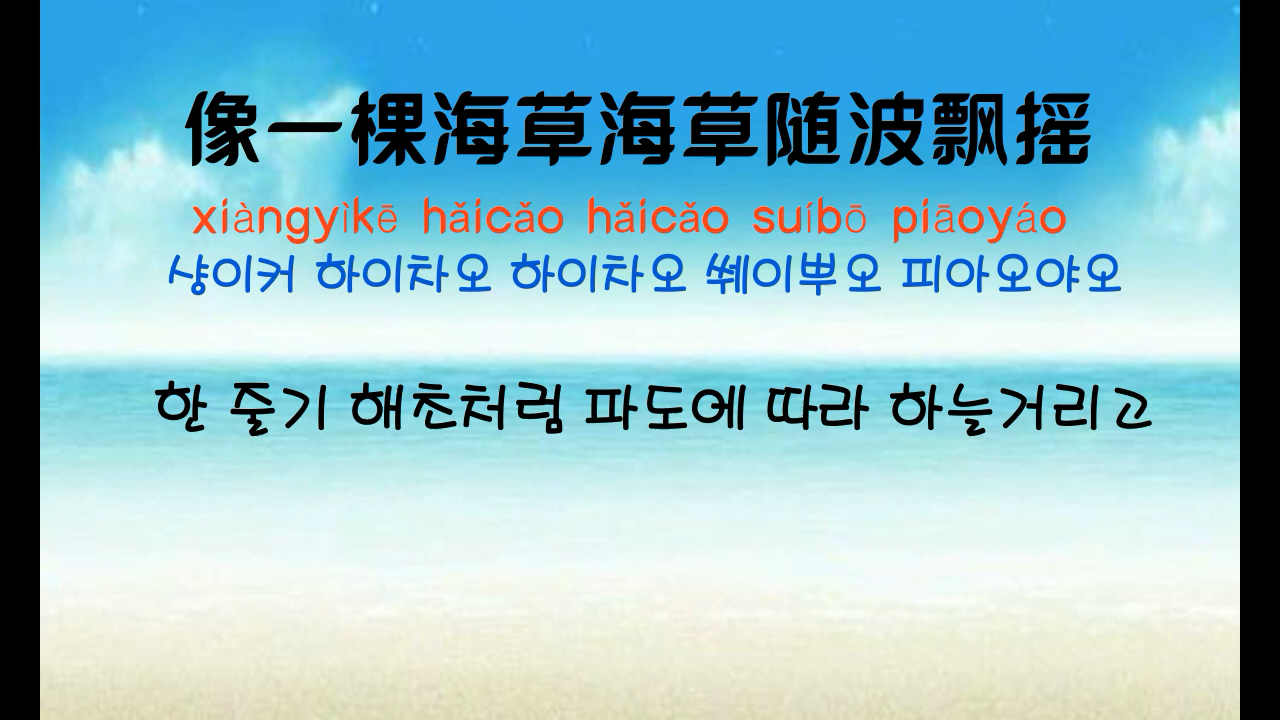 像一棵海草海草随波飘摇
xiàngyìkē hǎicǎo hǎicǎo suíbō piāoyáo
샹이커 하이차오 하이차오 쒜이뿌오 피아오야오
한 줄기 해초처럼 파도에 따라 하늘거리고